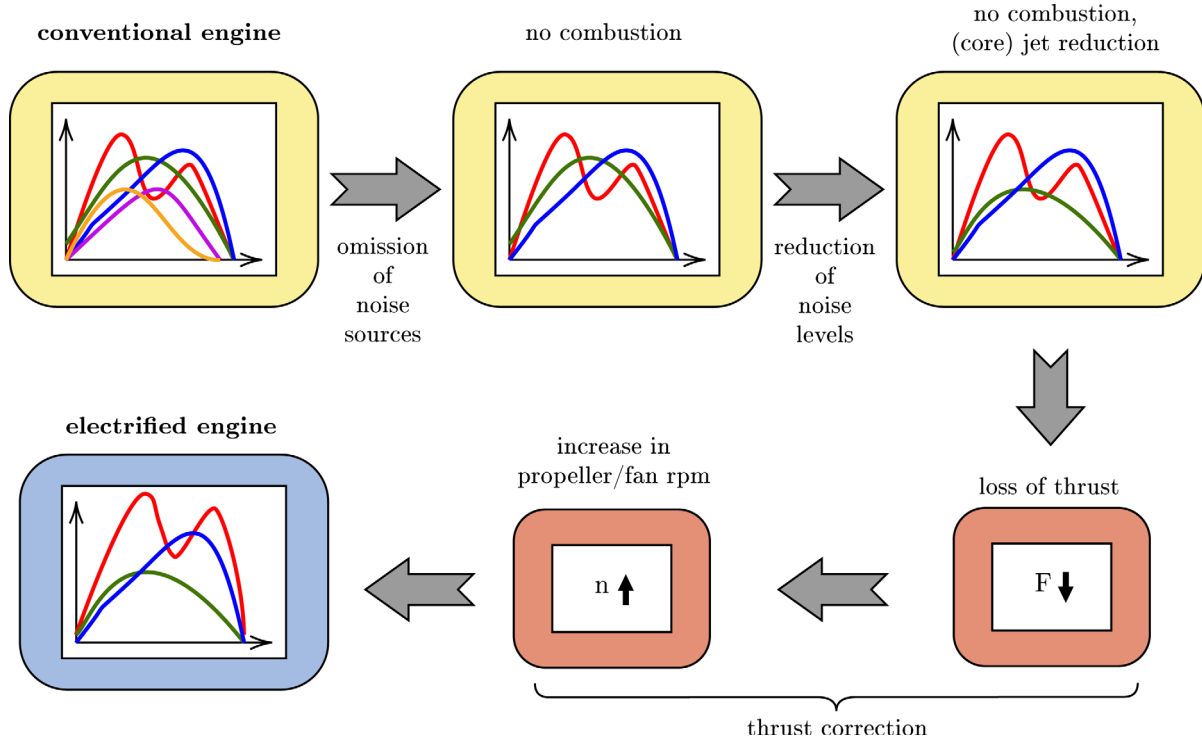 conventional engine
no combustion
no combustion,
(core) jet reduction
omission
of
noise
sources
reduction
of
noise
levels
loss of thrust
F
increase in
propeller/fan rpm
n
thrust correction
electrified engine